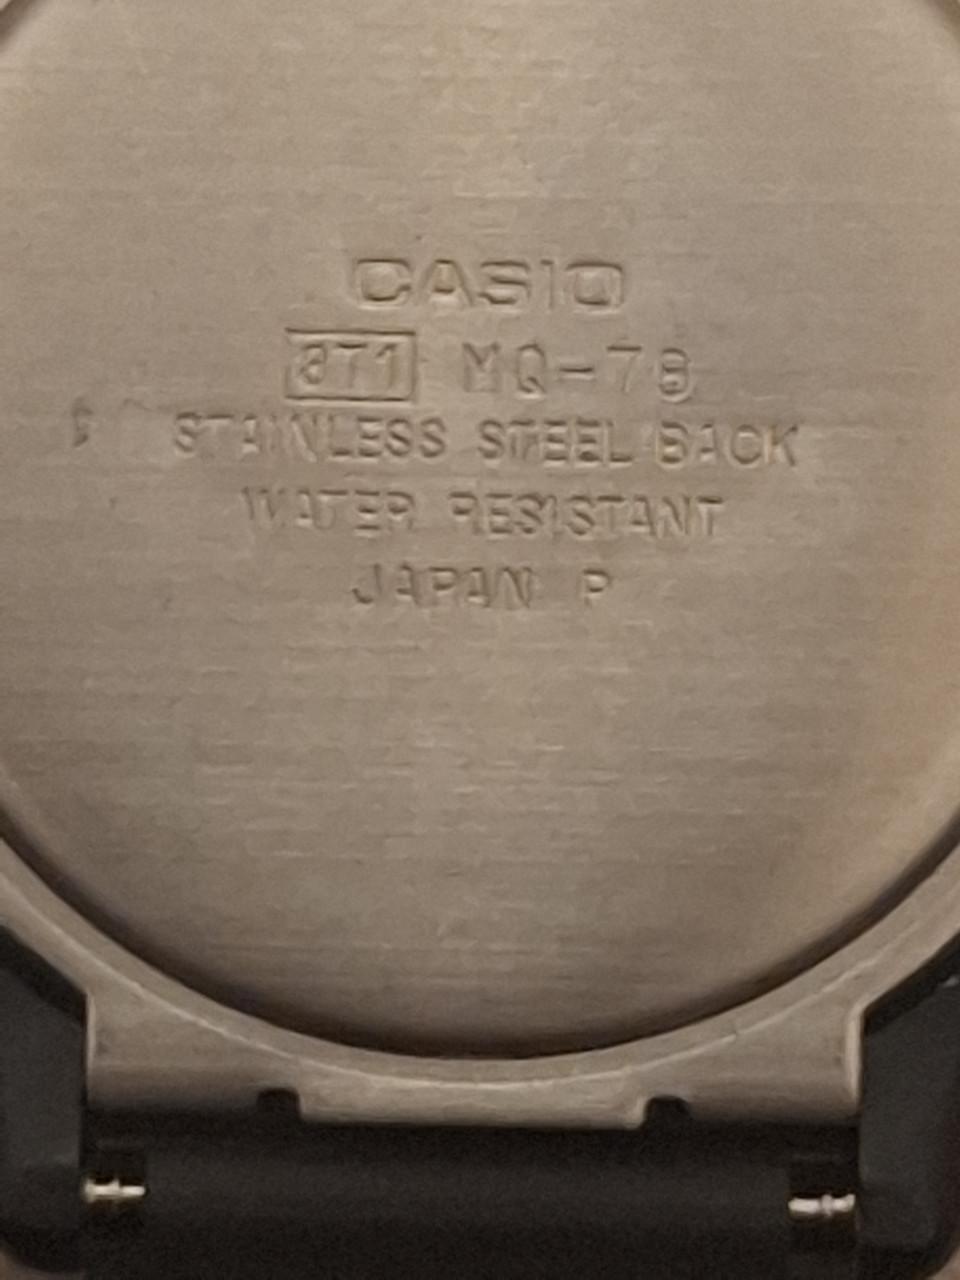 CASIO
371 MQ-78
STAINLESS STEEL BACK
WATER RESISTANT
JAPAN P